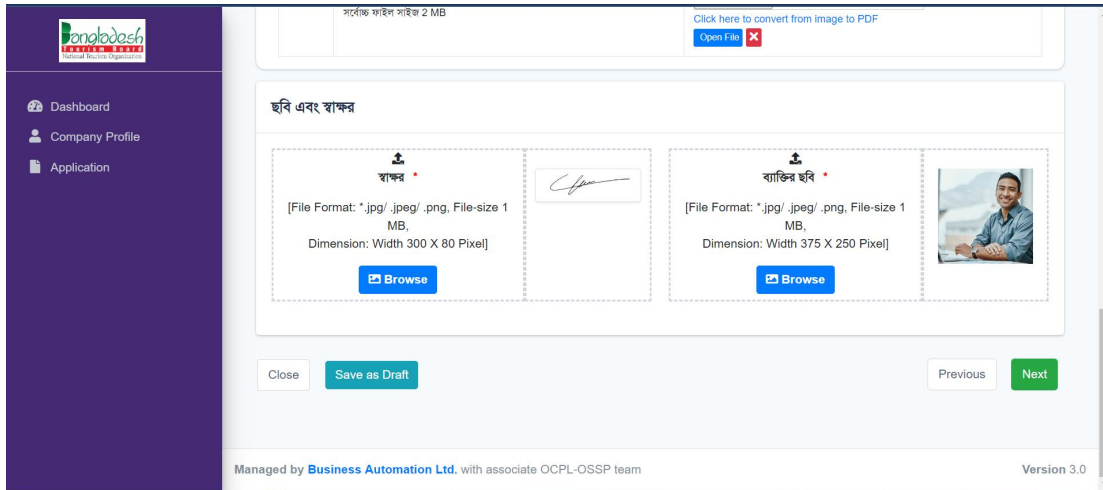 Bangladesh
Tourism Board
National Tourism Organization
Dashboard
Company Profile
Application
সর্বোচ্চ ফাইল সাইজ 2 MB
Click here to convert from image to PDF
Open File
ছবি এবং স্বাক্ষর
স্বাক্ষর *
[File Format: *.jpg/ .jpeg/ .png, File-size 1
MB,
Dimension: Width 300 X 80 Pixel]
Browse
ব্যাক্তির ছবি *
[File Format: *.jpg/ .jpeg/ .png, File-size 1
MB,
Dimension: Width 375 X 250 Pixel]
Browse
Close
Save as Draft
Previous
Next
Managed by Business Automation Ltd. with associate OCPL-OSSP team
Version 3.0